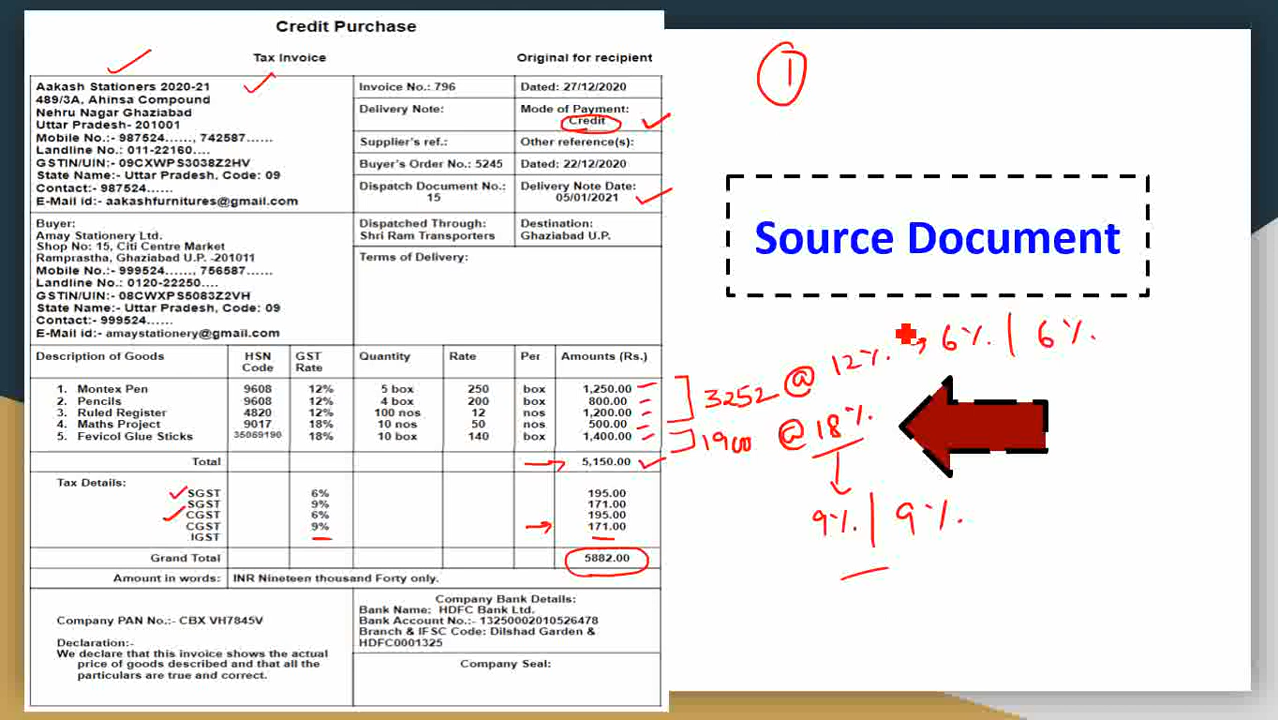 Credit Purchase
Tax Invoice Original for recipient
Aakash Stationers 2020-21
489/3A, Ahinsa Compound
Nehru Nagar Ghaziabad
Uttar Pradesh- 201001
Mobile No.:- 987524......, 742587......
Landline No.: 011-22160....
GSTIN/UIN:- 09CXWPS3038Z2HV
State Name:- Uttar Pradesh, Code: 09
Contact:- 987524......
E-Mail id:- aakashfurnitures@gmail.com
Invoice No.: 796 Dated: 27/12/2020
Delivery Note: Mode of Payment:
Credit
Supplier's ref.: Other reference(s):
Buyer's Order No.: 5245 Dated: 22/12/2020
Dispatch Document No.: Delivery Note Date:
15 05/01/2021
Buyer:
Amay Stationery Ltd.
Shop No: 15, Citi Centre Market
Ramprastha, Ghaziabad U.P. -201011
Mobile No.:- 999524......, 756587......
Landline No.: 0120-22250....
GSTIN/UIN:- 08CWXPS5083Z2VH
State Name:- Uttar Pradesh, Code: 09
Contact:- 999524......
E-Mail id:- amaystationery@gmail.com
Dispatched Through: Destination:
Shri Ram Transporters Ghaziabad U.P.
Terms of Delivery:
Description of Goods HSN Code GST Rate Quantity Rate Per Amounts (Rs.)
1. Montex Pen 9608 12% 5 box 250 box 1,250.00
2. Pencils 9608 12% 4 box 200 box 800.00
3. Ruled Register 4820 12% 100 nos 12 nos 1,200.00
4. Maths Project 9017 18% 10 nos 50 nos 500.00
5. Fevicol Glue Sticks 35069190 18% 10 box 140 box 1,400.00
Total 5,150.00
Tax Details:
SGST 6% 195.00
SGST 9% 171.00
CGST 6% 195.00
CGST 9% 171.00
IGST
Grand Total 5882.00
Amount in words: INR Nineteen thousand Forty only.
Company PAN No.:- CBX VH7845V
Declaration:-
We declare that this invoice shows the actual
price of goods described and that all the
particulars are true and correct.
Company Bank Details:
Bank Name: HDFC Bank Ltd.
Bank Account No.:- 13250002010526478
Branch & IFSC Code: Dilshad Garden &
HDFC0001325
Company Seal:
1
Source Document
3252 @ 12% → 6% | 6%
1900 @ 18%
9% | 9%